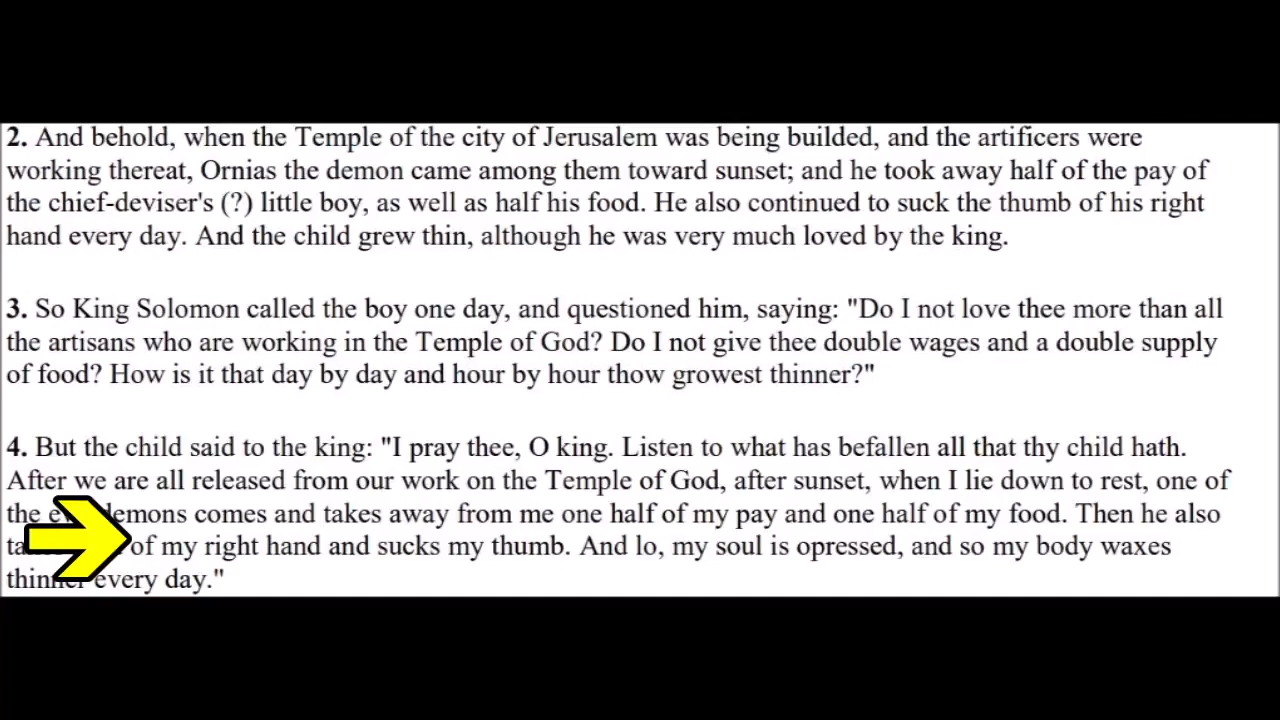 2. And behold, when the Temple of the city of Jerusalem was being builded, and the artificers were
working thereat, Ornias the demon came among them toward sunset; and he took away half of the pay of
the chief-deviser's (?) little boy, as well as half his food. He also continued to suck the thumb of his right
hand every day. And the child grew thin, although he was very much loved by the king.
3. So King Solomon called the boy one day, and questioned him, saying: "Do I not love thee more than all
the artisans who are working in the Temple of God? Do I not give thee double wages and a double supply
of food? How is it that day by day and hour by hour thow growest thinner?"
4. But the child said to the king: "I pray thee, O king. Listen to what has befallen all that thy child hath.
After we are all released from our work on the Temple of God, after sunset, when I lie down to rest, one of
the demons comes and takes away from me one half of my pay and one half of my food. Then he also
of my right hand and sucks my thumb. And lo, my soul is opressed, and so my body waxes
thinner every day."